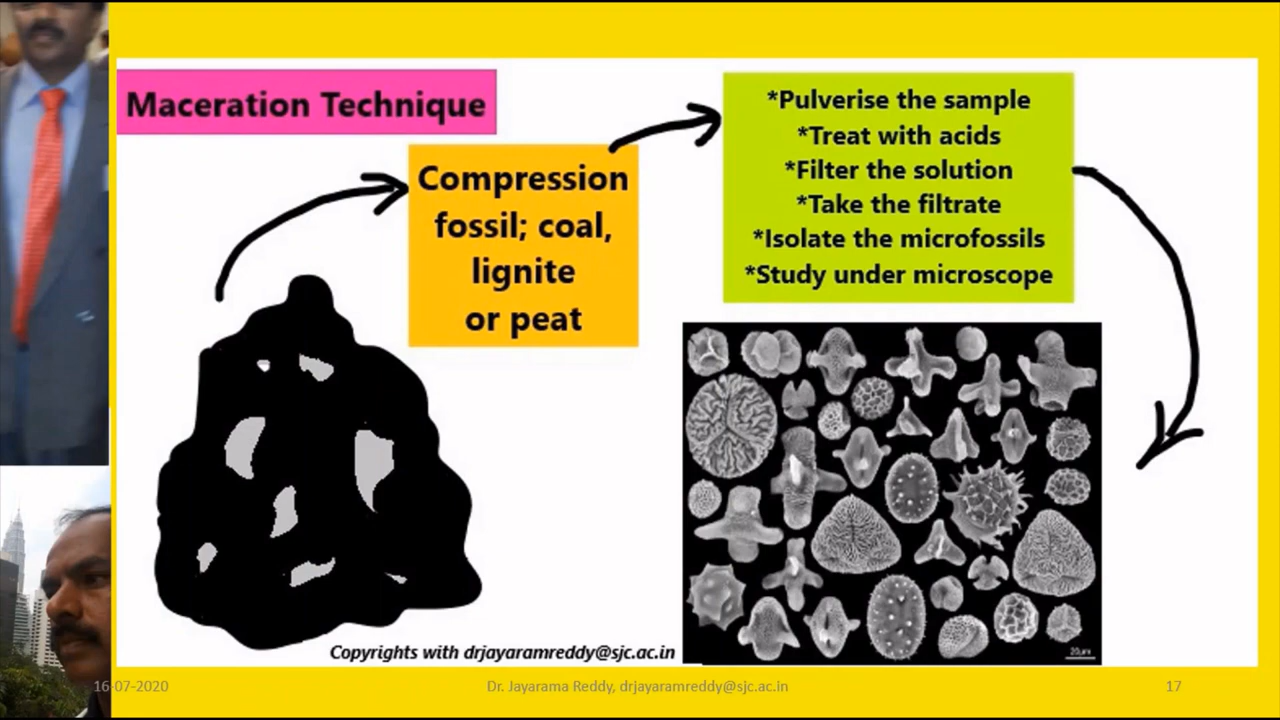 Maceration Technique
Compression
fossil; coal,
lignite
or peat
*Pulverise the sample
*Treat with acids
*Filter the solution
*Take the filtrate
*Isolate the microfossils
*Study under microscope
20µm
Copyrights with drjayaramreddy@sjc.ac.in
16-07-2020
Dr. Jayarama Reddy, drjayaramreddy@sjc.ac.in
17